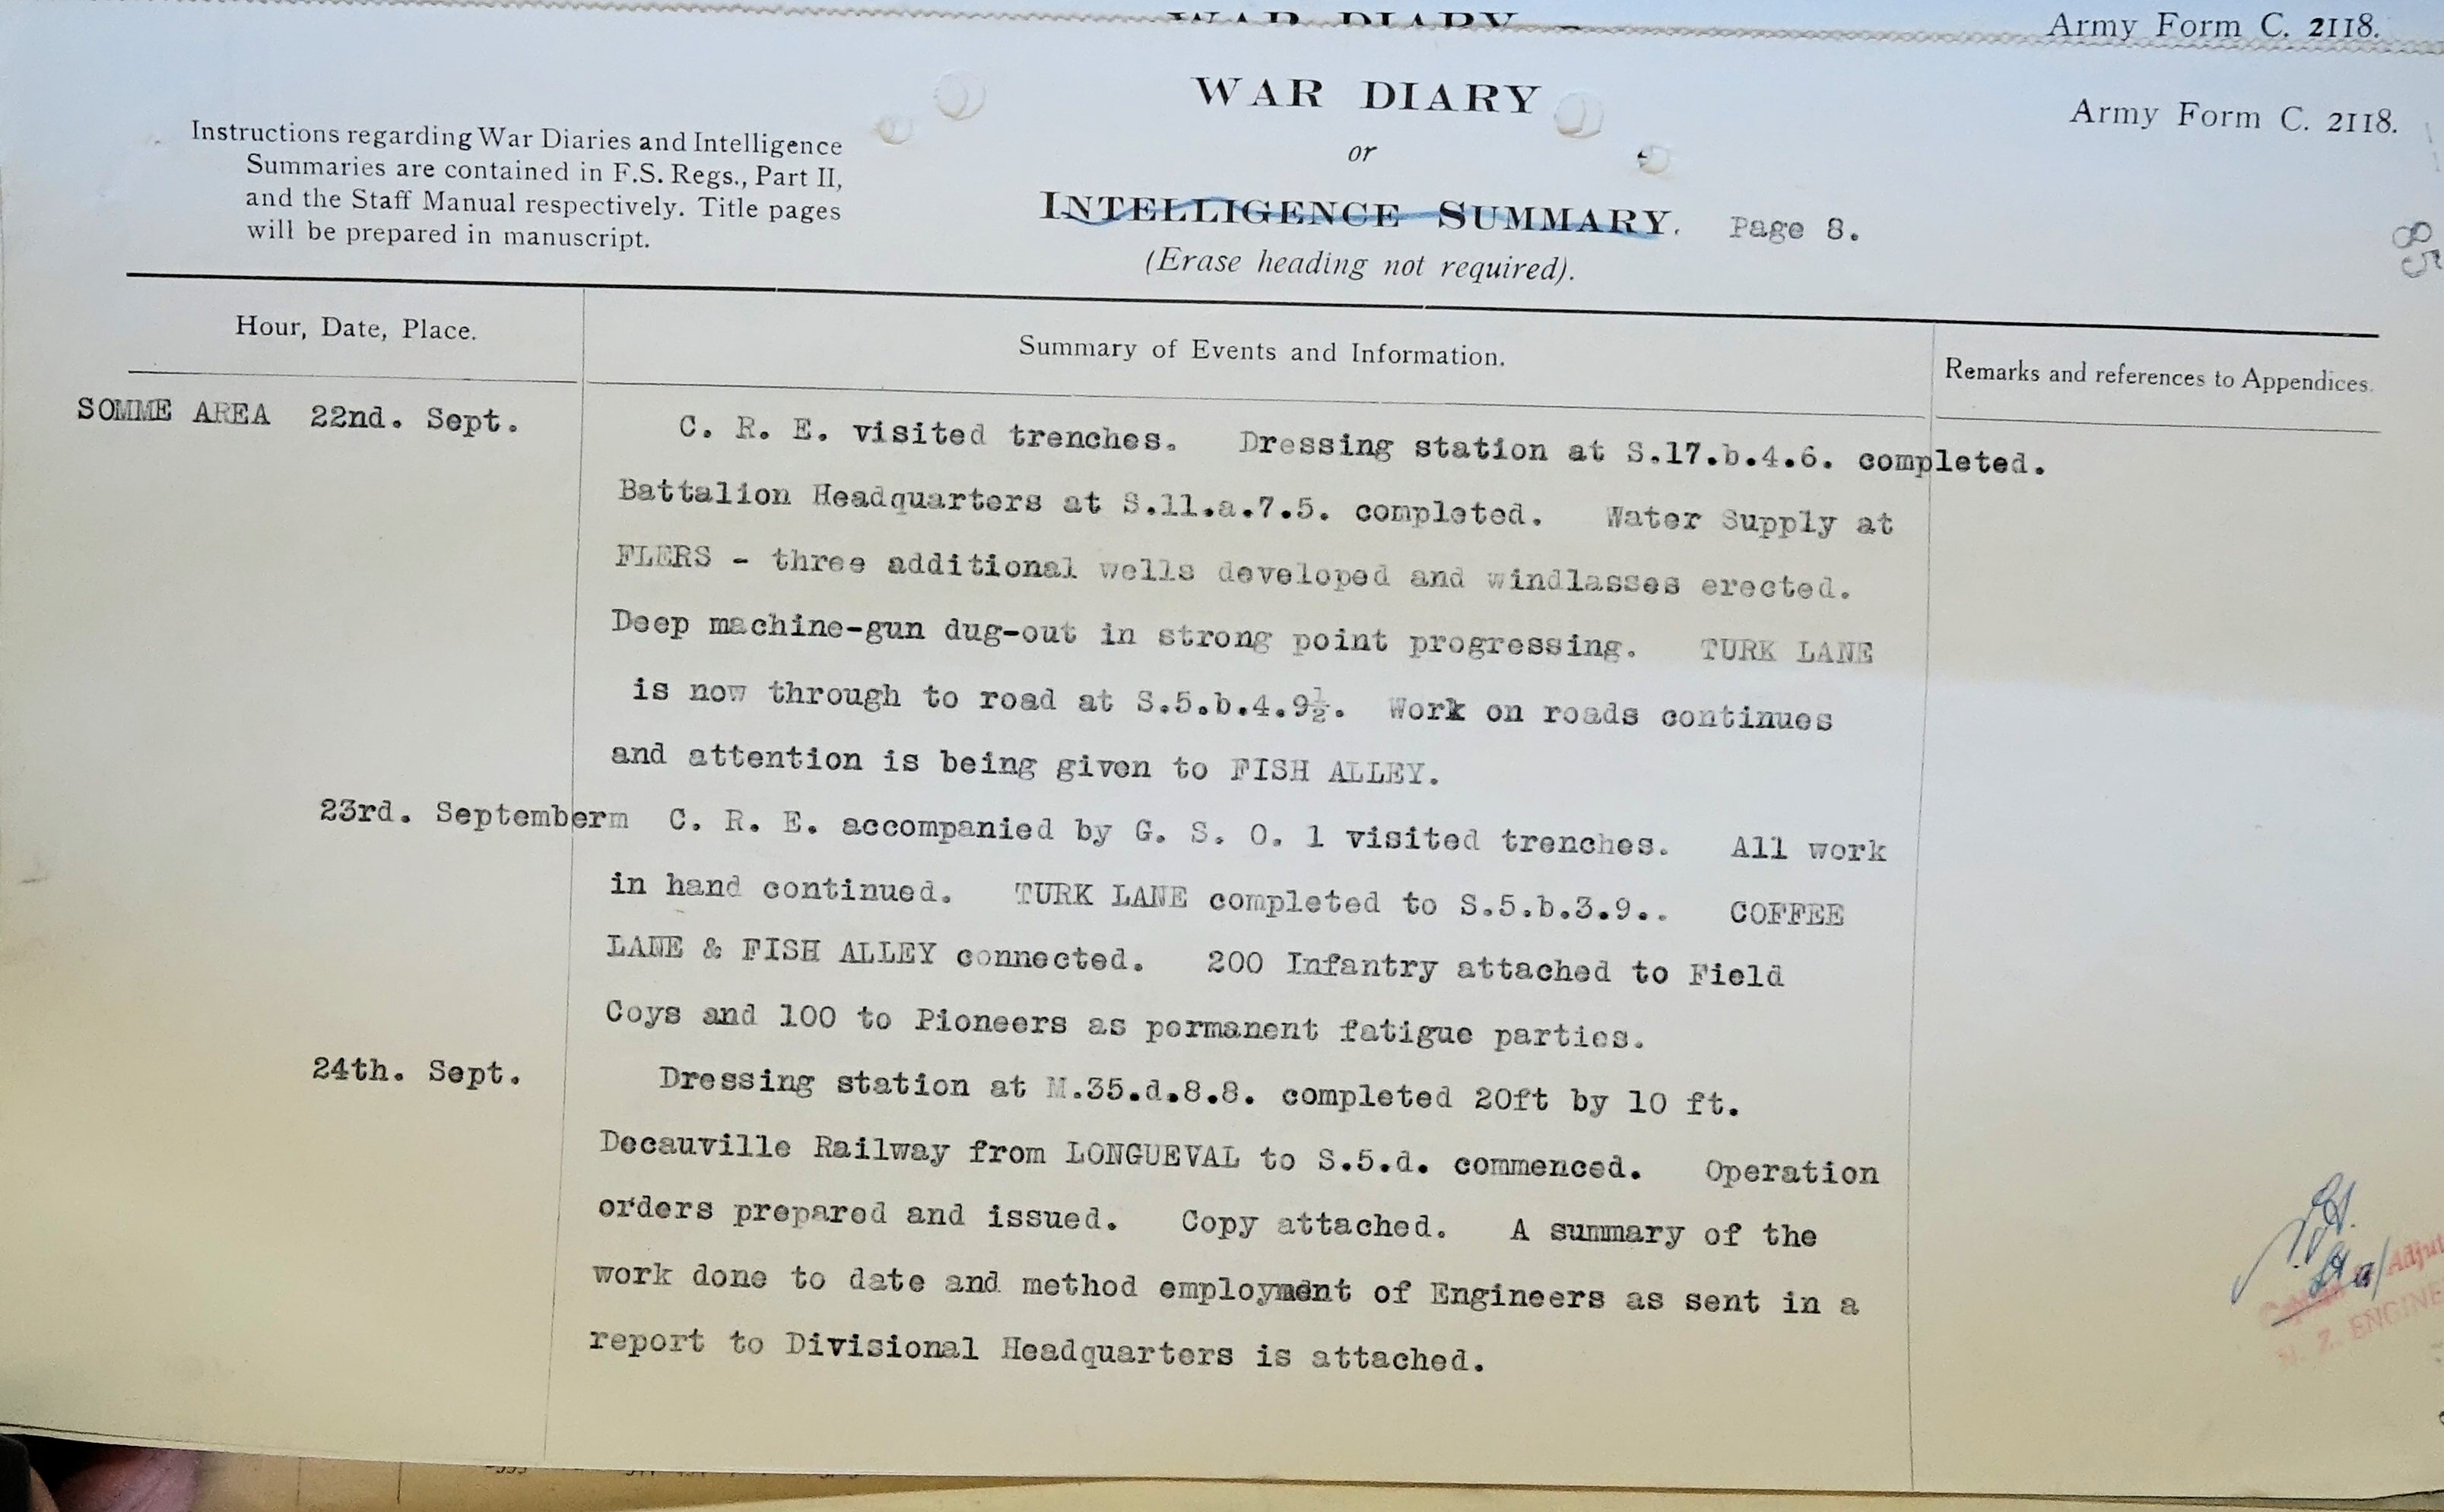 Army Form C. 2118.
WAR DIARY
Army Form C. 2118.
or
INTELLIGENCE SUMMARY. Page 8.
(Erase heading not required).
Instructions regarding War Diaries and Intelligence
Summaries are contained in F.S. Regs., Part II,
and the Staff Manual respectively. Title pages
will be prepared in manuscript.
85
Hour, Date, Place.
Summary of Events and Information.
Remarks and references to Appendices.
SOMME AREA 22nd. Sept.
C. R. E. visited trenches. Dressing station at S.17.b.4.6. completed.
Battalion Headquarters at S.11.a.7.5. completed. Water Supply at
FLERS - three additional wells developed and windlasses erected.
Deep machine-gun dug-out in strong point progressing. TURK LANE
is now through to road at S.5.b.4.9½. Work on roads continues
and attention is being given to FISH ALLEY.
23rd. Septemberm C. R. E. accompanied by G. S. O. 1 visited trenches. All work
in hand continued. TURK LANE completed to S.5.b.3.9.. COFFEE
LANE & FISH ALLEY connected. 200 Infantry attached to Field
Coys and 100 to Pioneers as permanent fatigue parties.
24th. Sept.
Dressing station at M.35.d.8.8. completed 20ft by 10 ft.
Decauville Railway from LONGUEVAL to S.5.d. commenced. Operation
orders prepared and issued. Copy attached. A summary of the
work done to date and method employment of Engineers as sent in a
report to Divisional Headquarters is attached.